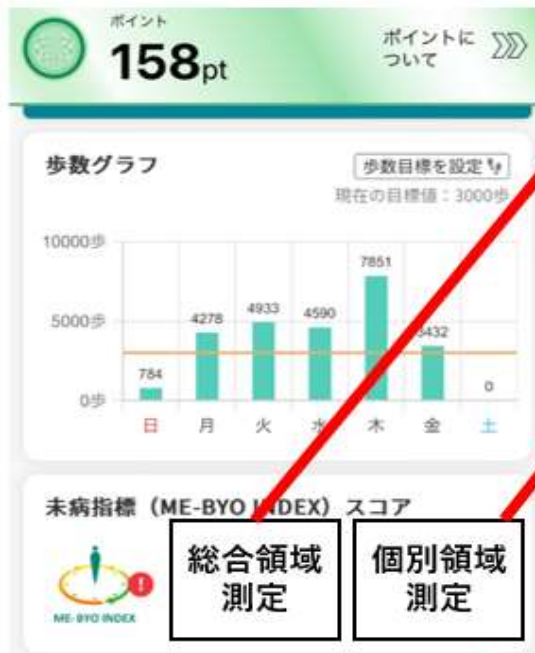 ポイント
158pt
ポイントに
ついて
歩数グラフ
歩数目標を設定
現在の目標値：3000歩
10000歩
7851
5000歩
4278
4933
4590
3432
784
0
0歩
日
月
火
水
木
金
土
未病指標（ME-BYO INDEX）スコア
総合領域
測定
個別領域
測定
ME-BYO INDEX